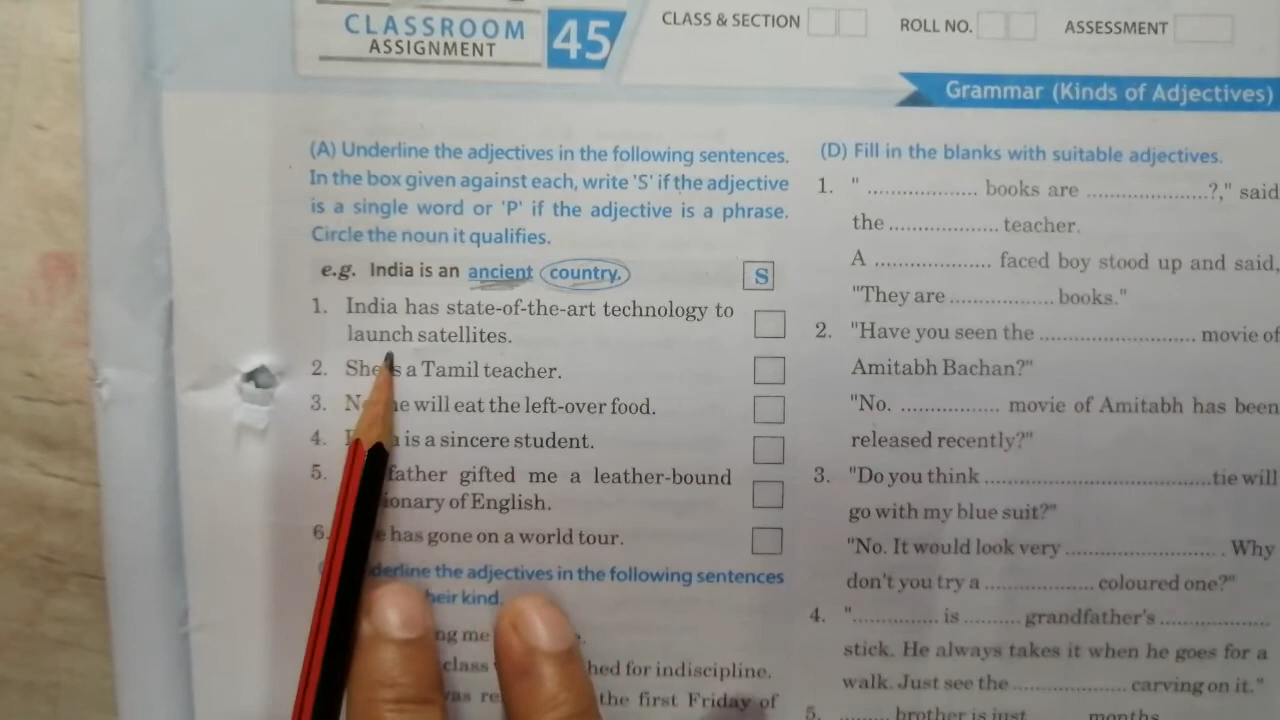 CLASSROOM
ASSIGNMENT
45
CLASS & SECTION
ROLL NO.
ASSESSMENT
Grammar (Kinds of Adjectives)
(A) Underline the adjectives in the following sentences.
In the box given against each, write 'S' if the adjective
is a single word or 'P' if the adjective is a phrase.
Circle the noun it qualifies.
e.g. India is an ancient country. S
1. India has state-of-the-art technology to
launch satellites.
2. She is a Tamil teacher.
3. will eat the left-over food.
4. is a sincere student.
5. father gifted me a leather-bound
of English.
6. has gone on a world tour.
the adjectives in the following sentences
kind.
me
class for indiscipline.
the first Friday of
(D) Fill in the blanks with suitable adjectives.
1. " .................. books are ....................?," said
the .................. teacher.
A ................... faced boy stood up and said,
"They are ................. books."
2. "Have you seen the .......................... movie of
Amitabh Bachan?"
"No. ................ movie of Amitabh has been
released recently?"
3. "Do you think ......................................tie will
go with my blue suit?"
"No. It would look very .......................... . Why
don't you try a .................. coloured one?"
4. "............... is .......... grandfather's ...................
stick. He always takes it when he goes for a
walk. Just see the ................... carving on it."
5. ........ brother is just .......... months